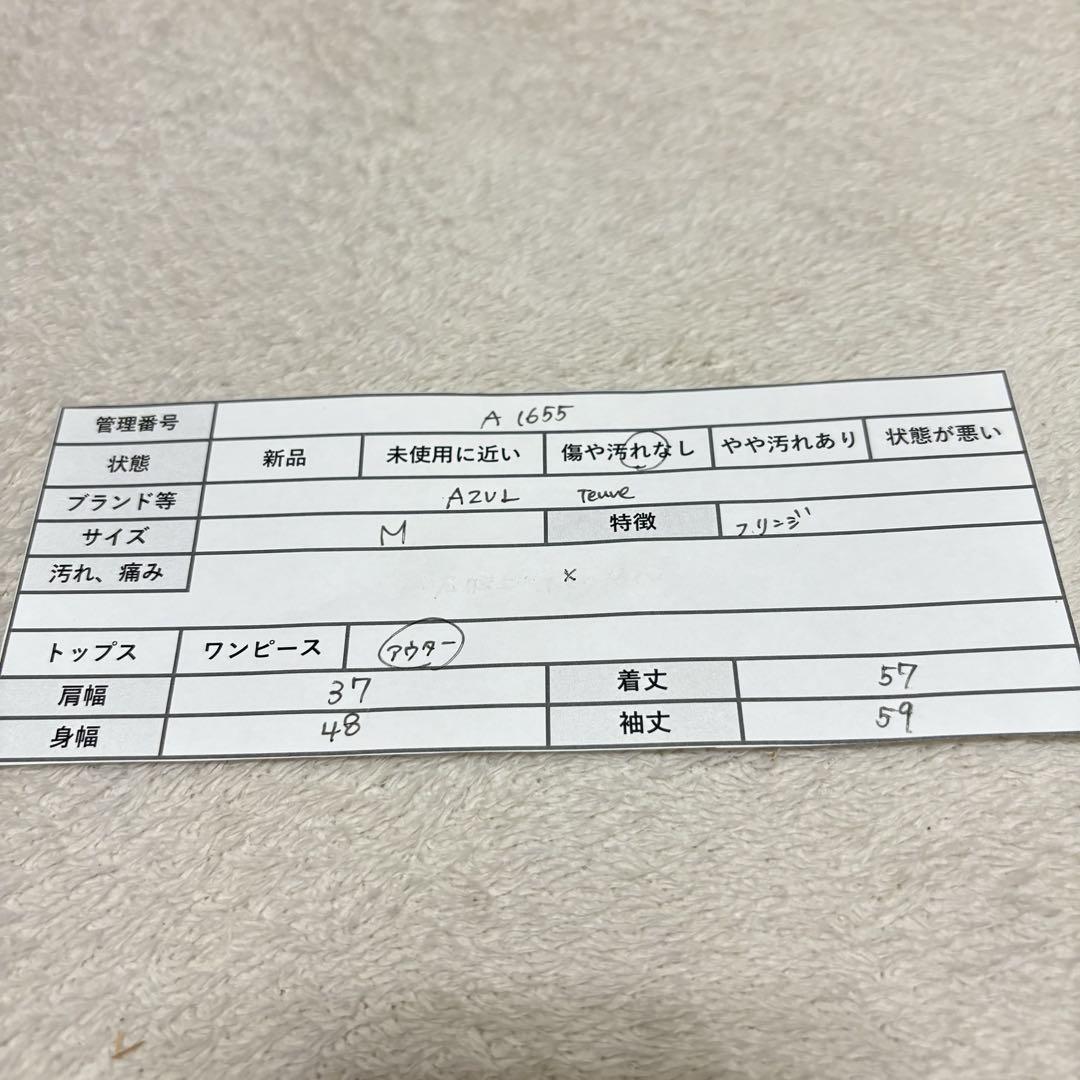 管理番号 A 1655
状態 新品 未使用に近い 傷や汚れなし やや汚れあり 状態が悪い
ブランド等 AZUL
サイズ M 特徴 フリンジ
汚れ、痛み ×
トップス ワンピース アウター
肩幅 37 着丈 57
身幅 48 袖丈 59